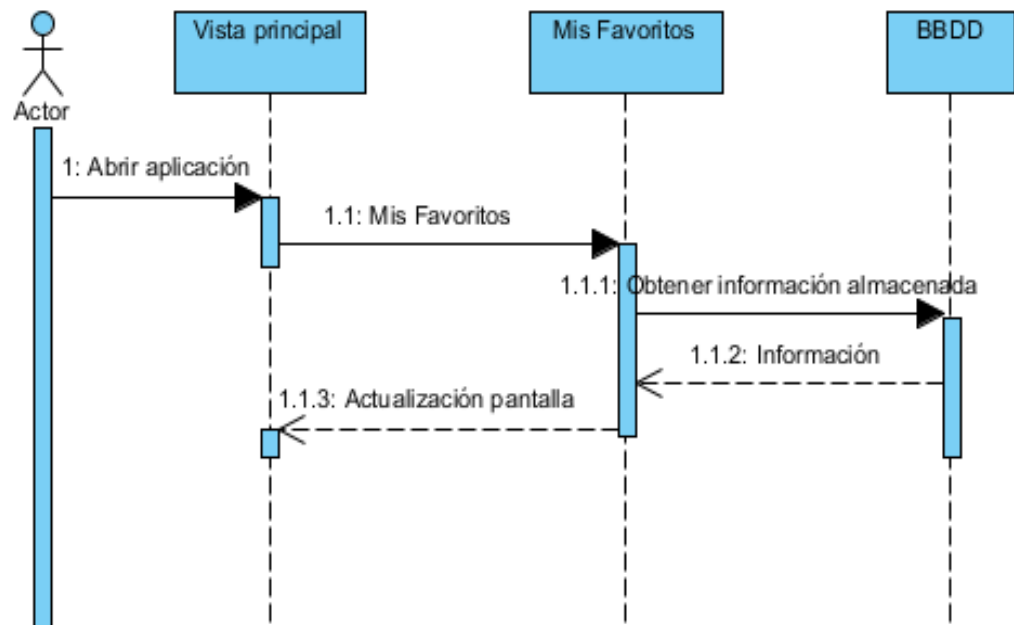 Vista principal
Mis Favoritos
BBDD
Actor
1: Abrir aplicación
1.1: Mis Favoritos
1.1.1: Obtener información almacenada
1.1.2: Información
1.1.3: Actualización pantalla